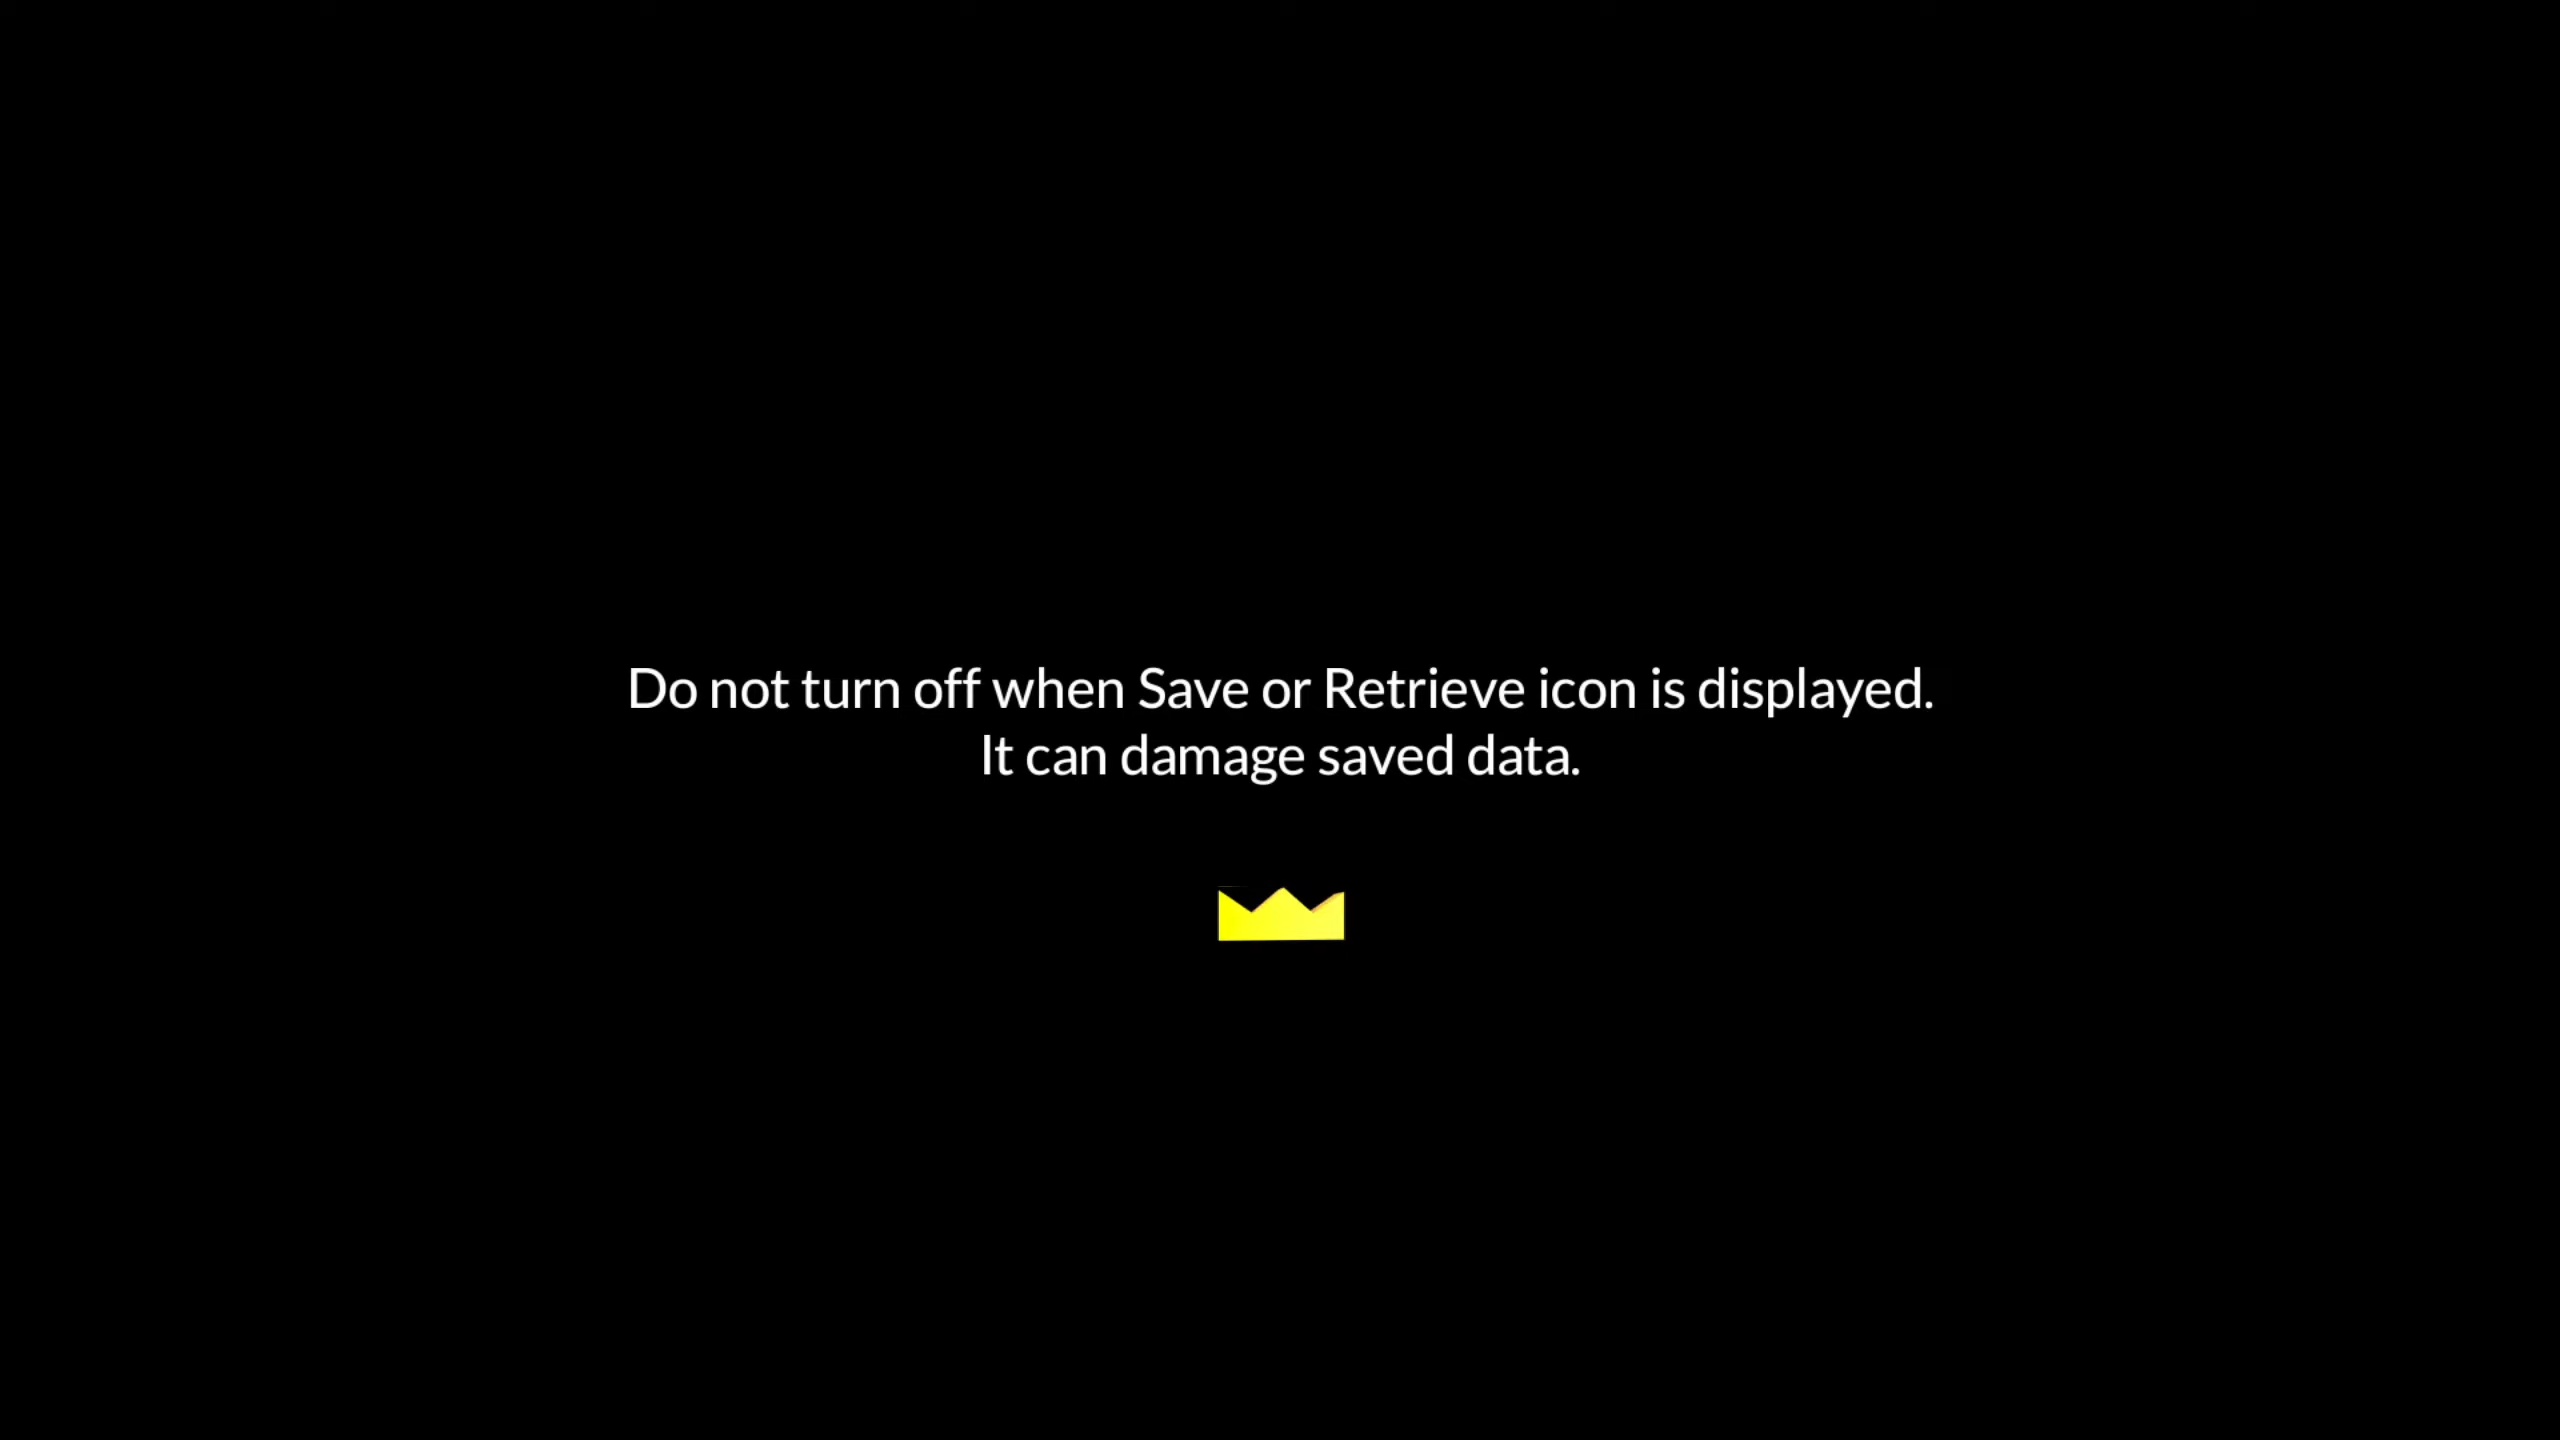 Do not turn off when Save or Retrieve icon is displayed.
It can damage saved data.